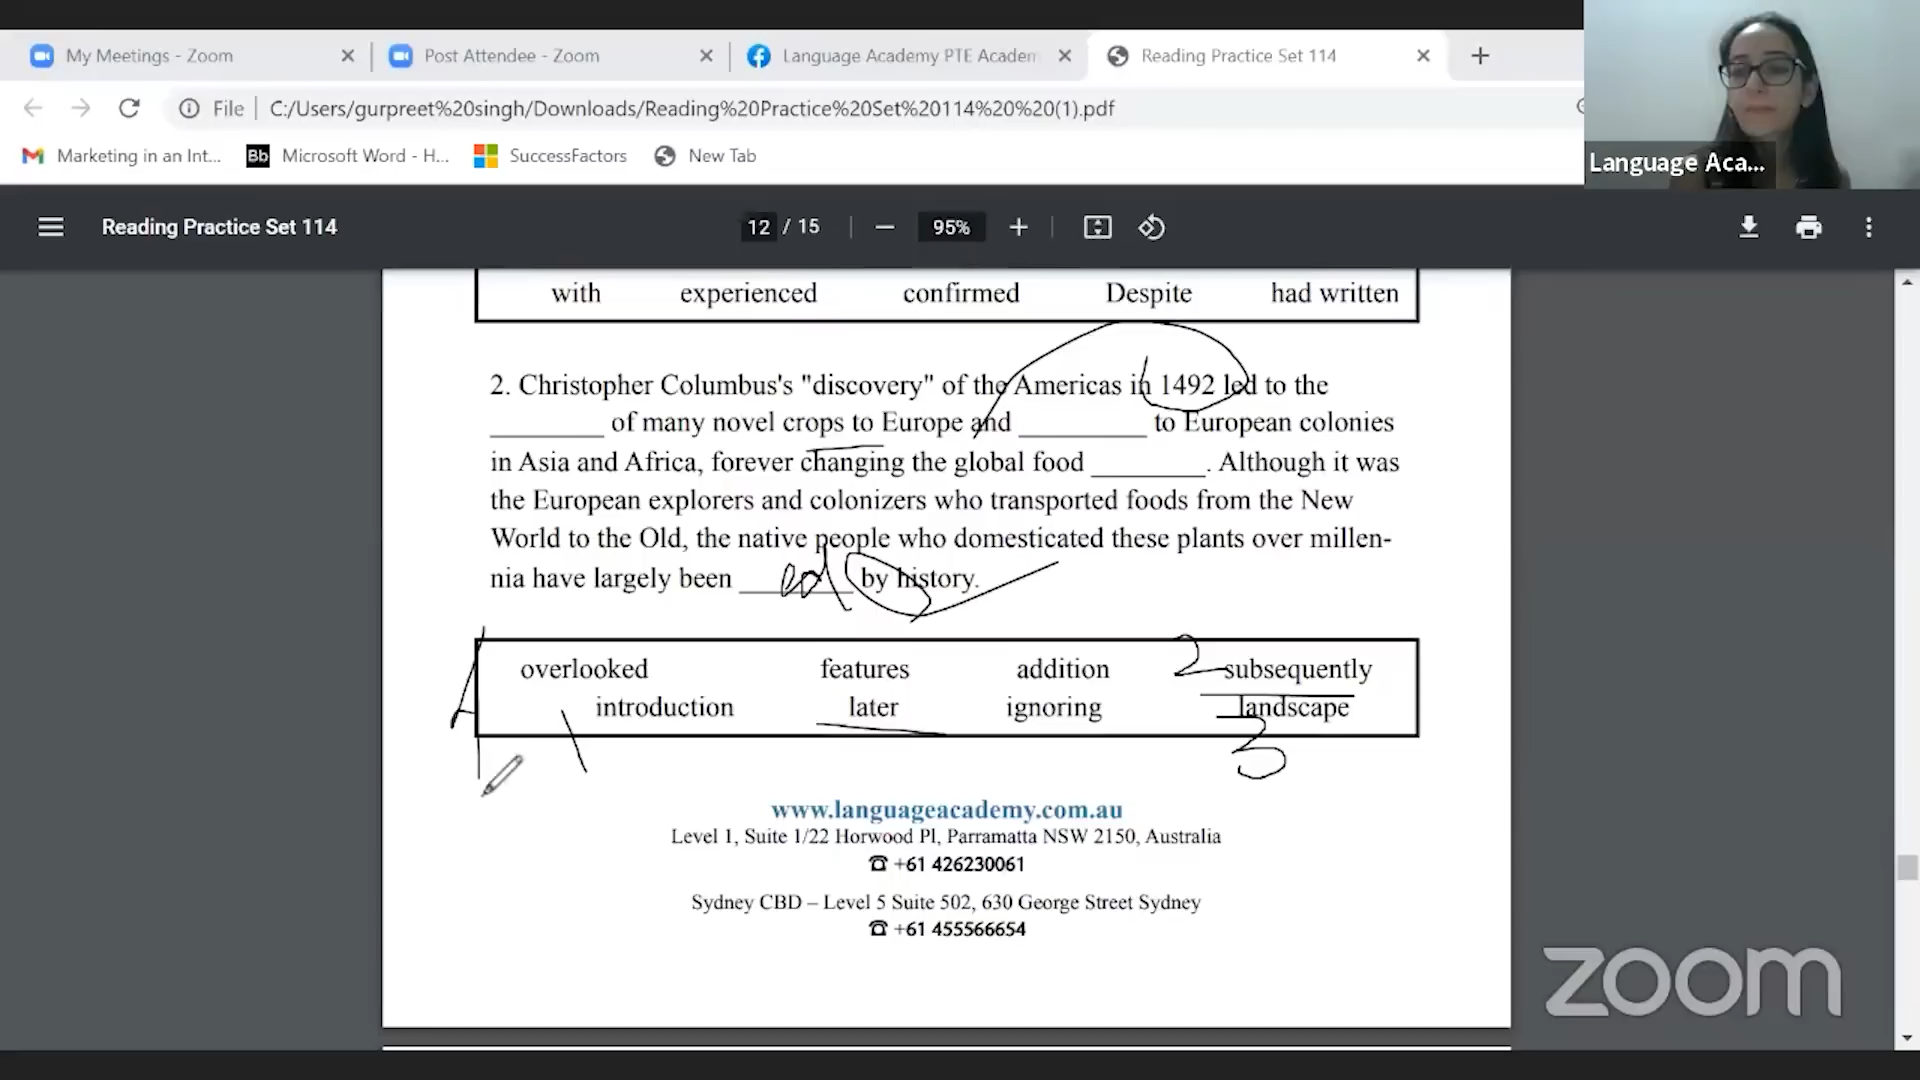 My Meetings - Zoom
Post Attendee - Zoom
Language Academy PTE Academ
Reading Practice Set 114
File
C:/Users/gurpreet%20singh/Downloads/Reading%20Practice%20Set%20114%20%20(1).pdf
Marketing in an Int...
Bb
Microsoft Word - H...
SuccessFactors
New Tab
Language Aca...
Reading Practice Set 114
12 / 15
95%
with experienced confirmed Despite had written
2. Christopher Columbus's "discovery" of the Americas in 1492 led to the
________ of many novel crops to Europe and _________ to European colonies
in Asia and Africa, forever changing the global food ________. Although it was
the European explorers and colonizers who transported foods from the New
World to the Old, the native people who domesticated these plants over millen-
nia have largely been ________ by history.
ed
overlooked features addition 2 subsequently
introduction later ignoring landscape
3
www.languageacademy.com.au
Level 1, Suite 1/22 Horwood Pl, Parramatta NSW 2150, Australia
☎ +61 426230061
Sydney CBD – Level 5 Suite 502, 630 George Street Sydney
☎ +61 455566654
zoom